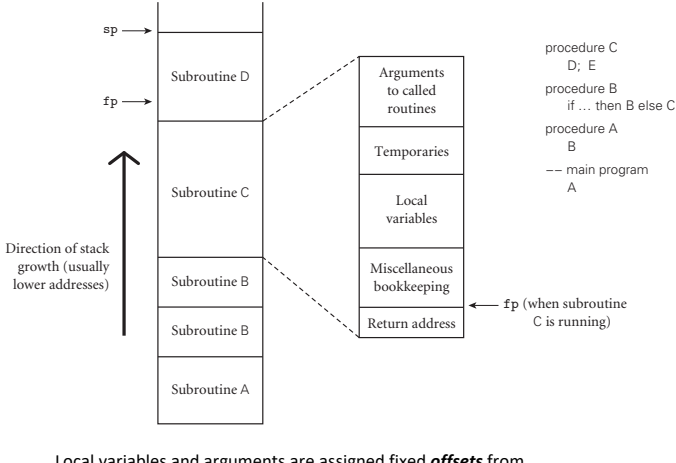 sp
Subroutine D
fp
Subroutine C
Direction of stack
growth (usually
lower addresses)
Subroutine B
Subroutine B
Subroutine A
Arguments
to called
routines
Temporaries
Local
variables
Miscellaneous
bookkeeping
Return address
fp (when subroutine
C is running)
procedure C
D; E
procedure B
if ... then B else C
procedure A
B
-- main program
A
Local variables and arguments are assigned fixed offsets from